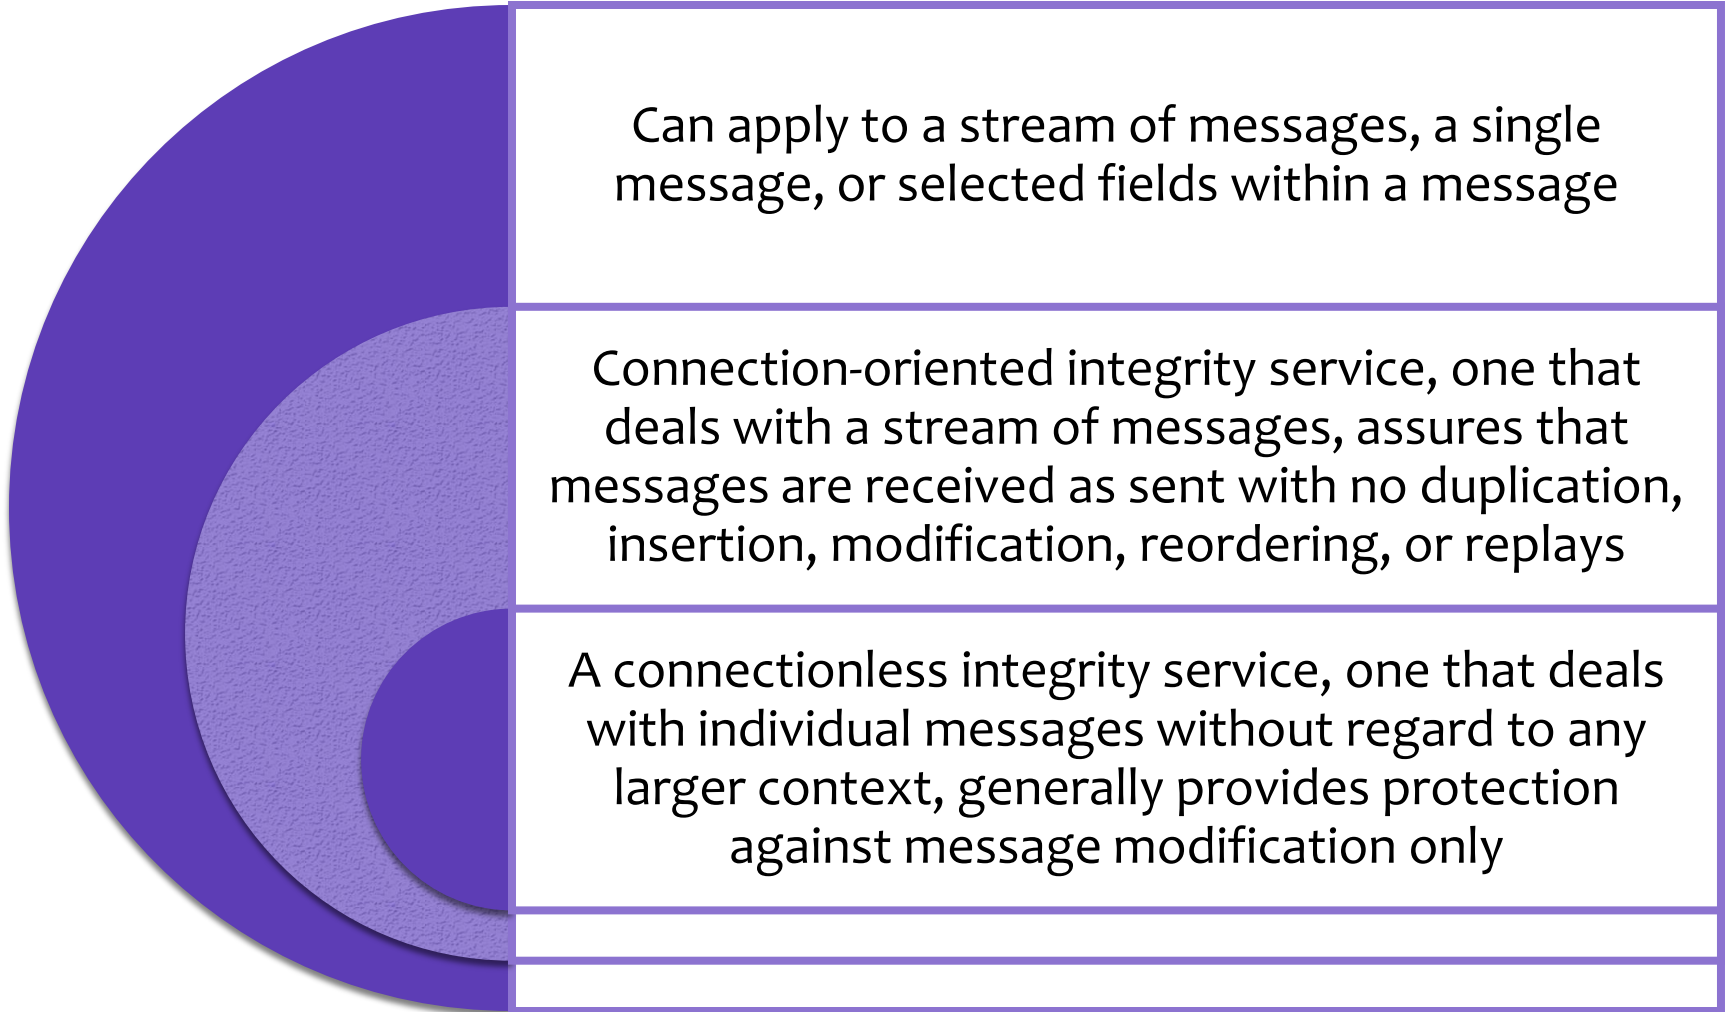 Can apply to a stream of messages, a single
message, or selected fields within a message
Connection-oriented integrity service, one that
deals with a stream of messages, assures that
messages are received as sent with no duplication,
insertion, modification, reordering, or replays
A connectionless integrity service, one that deals
with individual messages without regard to any
larger context, generally provides protection
against message modification only